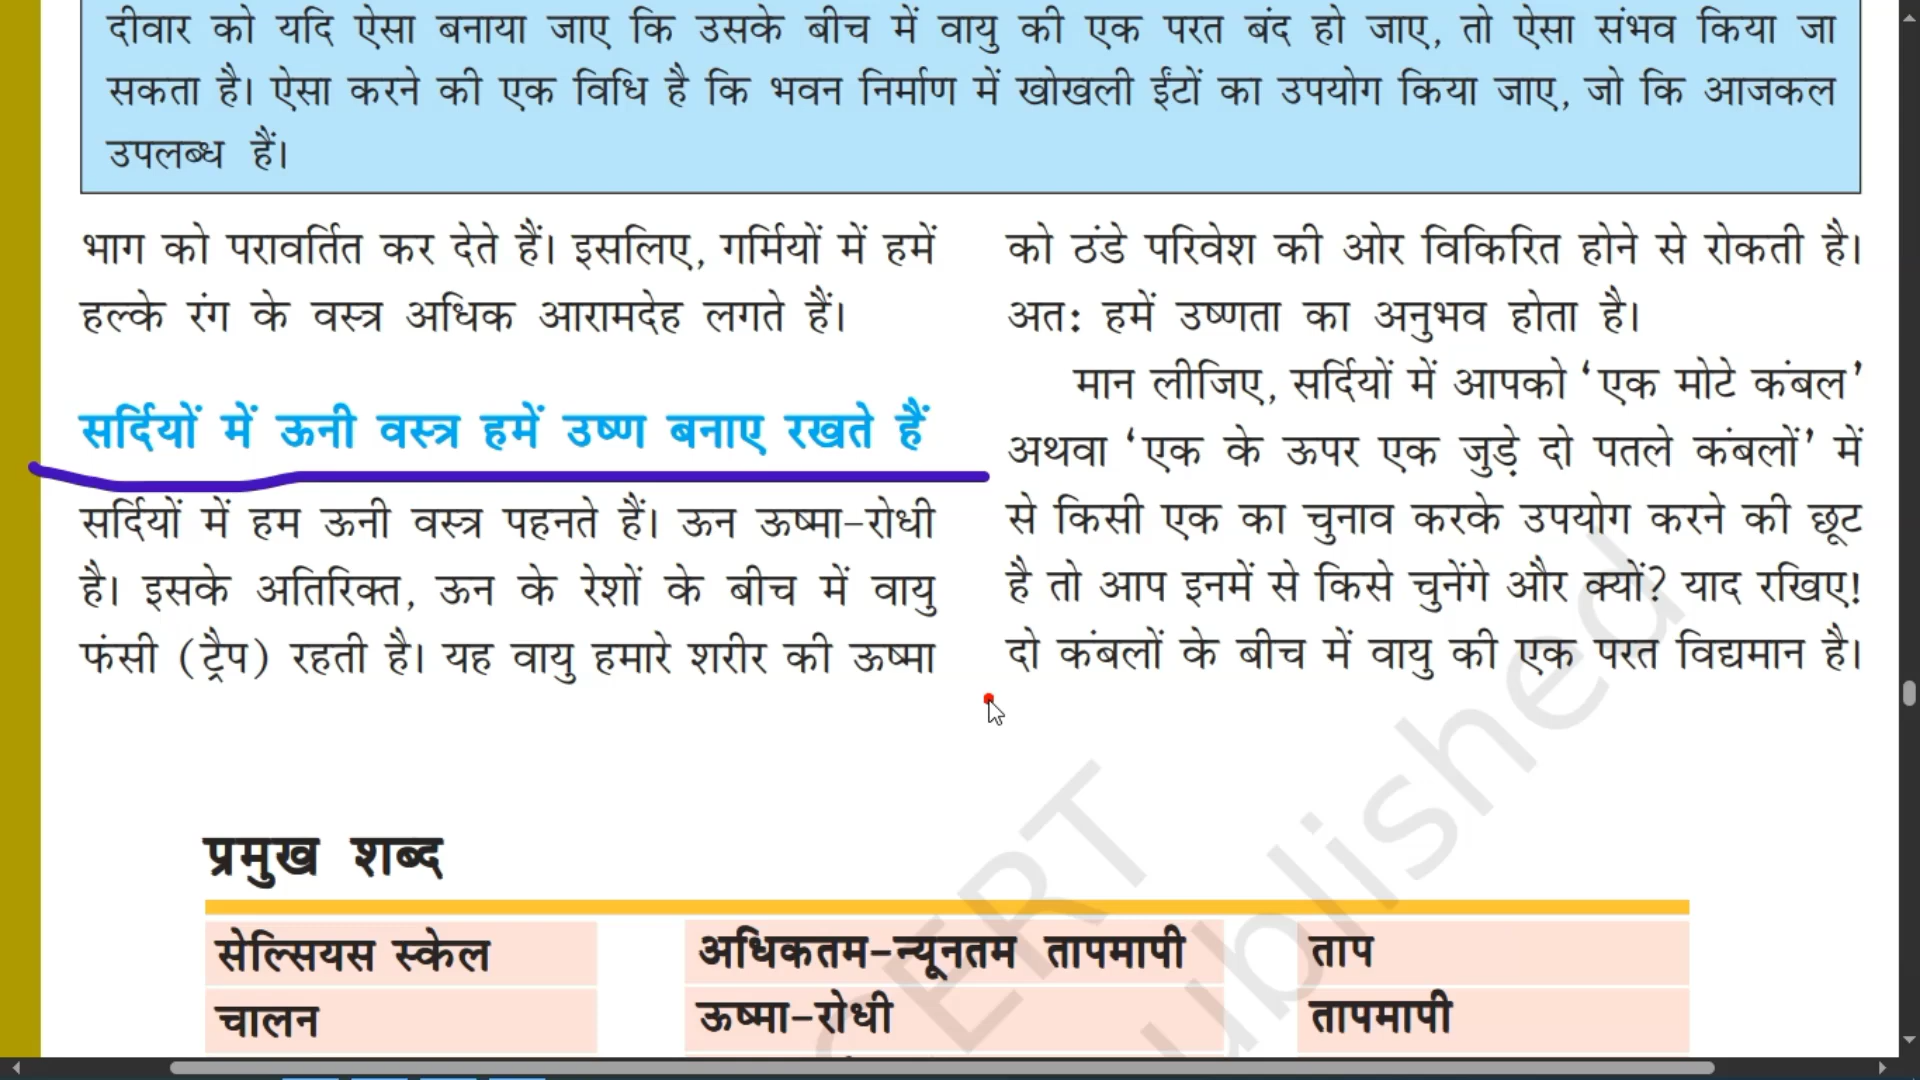 दीवार को यदि ऐसा बनाया जाए कि उसके बीच में वायु की एक परत बंद हो जाए, तो ऐसा संभव किया जा
सकता है। ऐसा करने की एक विधि है कि भवन निर्माण में खोखली ईंटों का उपयोग किया जाए, जो कि आजकल
उपलब्ध हैं।
भाग को परावर्तित कर देते हैं। इसलिए, गर्मियों में हमें
हल्के रंग के वस्त्र अधिक आरामदेह लगते हैं।
सर्दियों में ऊनी वस्त्र हमें उष्ण बनाए रखते हैं
सर्दियों में हम ऊनी वस्त्र पहनते हैं। ऊन ऊष्मा-रोधी
है। इसके अतिरिक्त, ऊन के रेशों के बीच में वायु
फंसी (ट्रैप) रहती है। यह वायु हमारे शरीर की ऊष्मा
को ठंडे परिवेश की ओर विकिरित होने से रोकती है।
अतः हमें उष्णता का अनुभव होता है।
मान लीजिए, सर्दियों में आपको ‘एक मोटे कंबल’
अथवा ‘एक के ऊपर एक जुड़े दो पतले कंबलों’ में
से किसी एक का चुनाव करके उपयोग करने की छूट
है तो आप इनमें से किसे चुनेंगे और क्यों? याद रखिए!
दो कंबलों के बीच में वायु की एक परत विद्यमान है।
प्रमुख शब्द
सेल्सियस स्केल
अधिकतम-न्यूनतम तापमापी
ताप
चालन
ऊष्मा-रोधी
तापमापी